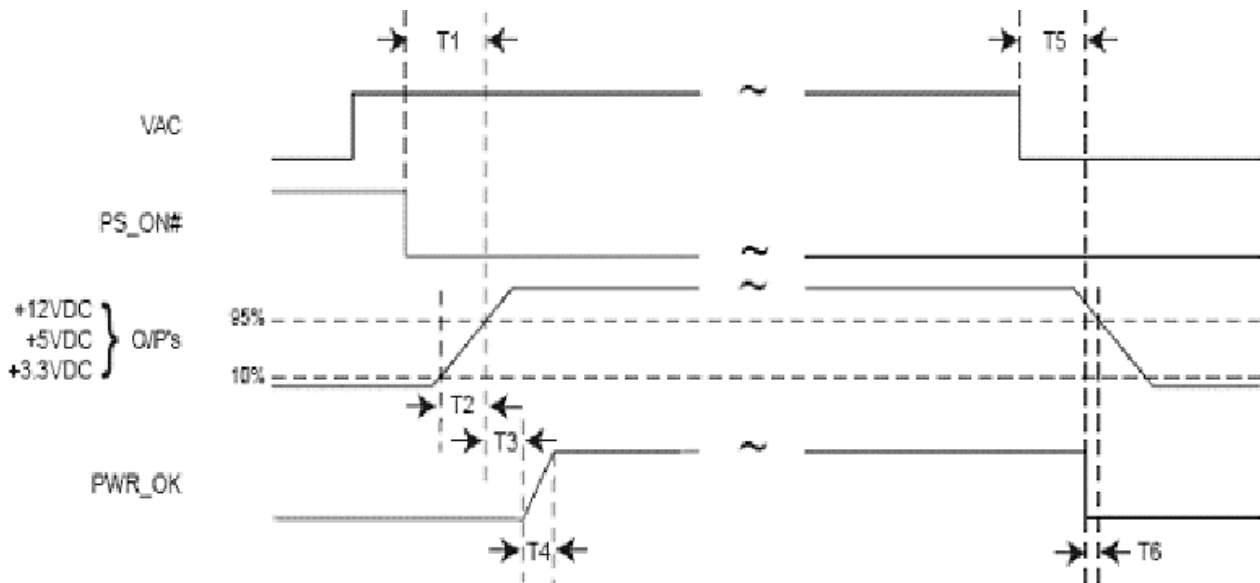 T1
T5
VAC
~
PS_ON#
~
+12VDC
+5VDC
+3.3VDC
} O/P's
~
95%
10%
T2
T3
PWR_OK
~
T4
T6